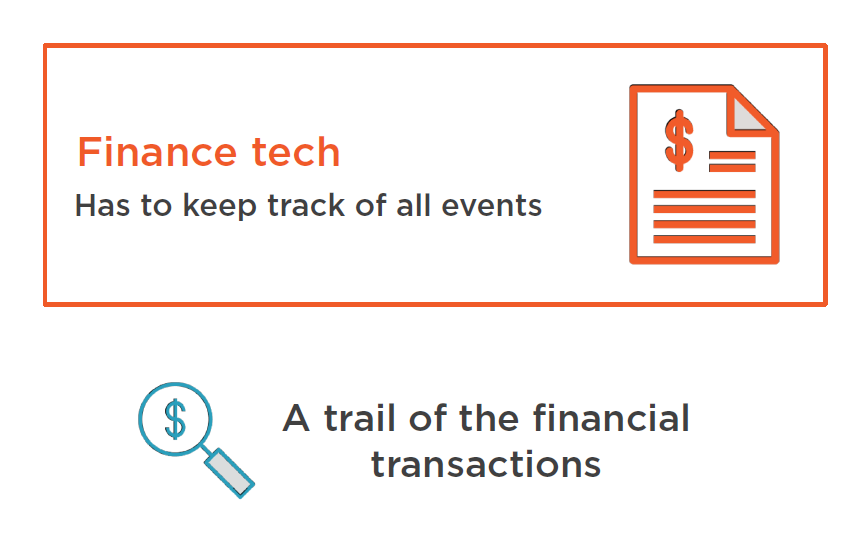 Finance tech
Has to keep track of all events
$
$
A trail of the financial
transactions